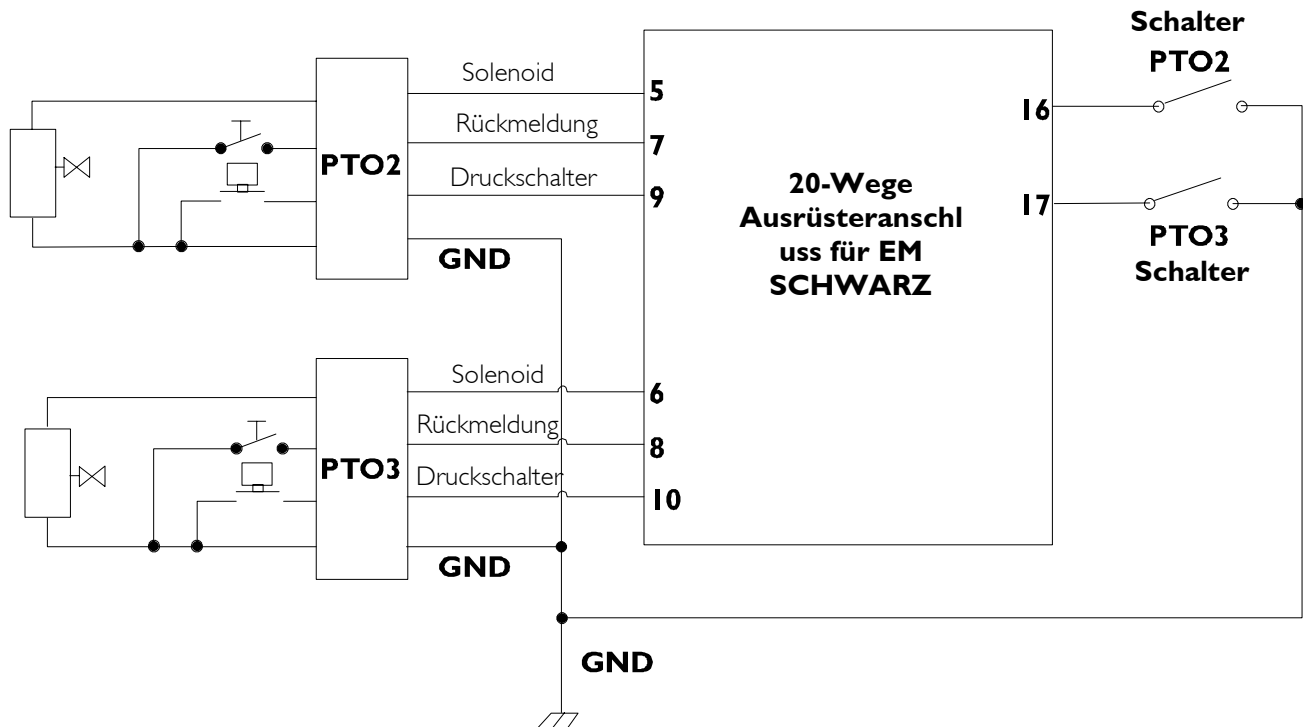 Schalter
PTO2
Solenoid
5
16
Rückmeldung
7
PTO2
Druckschalter
9
20-Wege
Ausrüsteranschl
uss für EM
SCHWARZ
17
PTO3
Schalter
GND
Solenoid
6
Rückmeldung
8
PTO3
Druckschalter
10
GND
GND